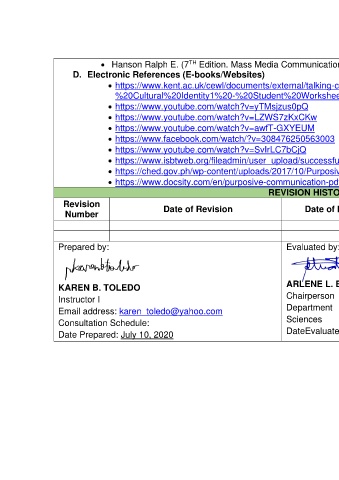 • Hanson Ralph E. (7TH Edition. Mass Media Communication
D. Electronic References (E-books/Websites)
• https://www.kent.ac.uk/cewl/documents/external/talking-c
%20Cultural%20Identity1%20-%20Student%20Workshee
• https://www.youtube.com/watch?v=yTMsjzus0pQ
• https://www.youtube.com/watch?v=LZWS7zKxCKw
• https://www.youtube.com/watch?v=awfT-GXYEUM
• https://www.facebook.com/watch/?v=308476250563003
• https://www.youtube.com/watch?v=SvIrLC7bCjQ
• https://www.isbtweb.org/fileadmin/user_upload/successfu
• https://ched.gov.ph/wp-content/uploads/2017/10/Purposiv
• https://www.docsity.com/en/purposive-communication-pd
REVISION HISTO
Revision Number Date of Revision Date of I
Prepared by: Evaluated by:
KAREN B. TOLEDO ARLENE L. E
Instructor I Chairperson
Email address: karen_toledo@yahoo.com Department
Consultation Schedule: Sciences
Date Prepared: July 10, 2020 DateEvaluate